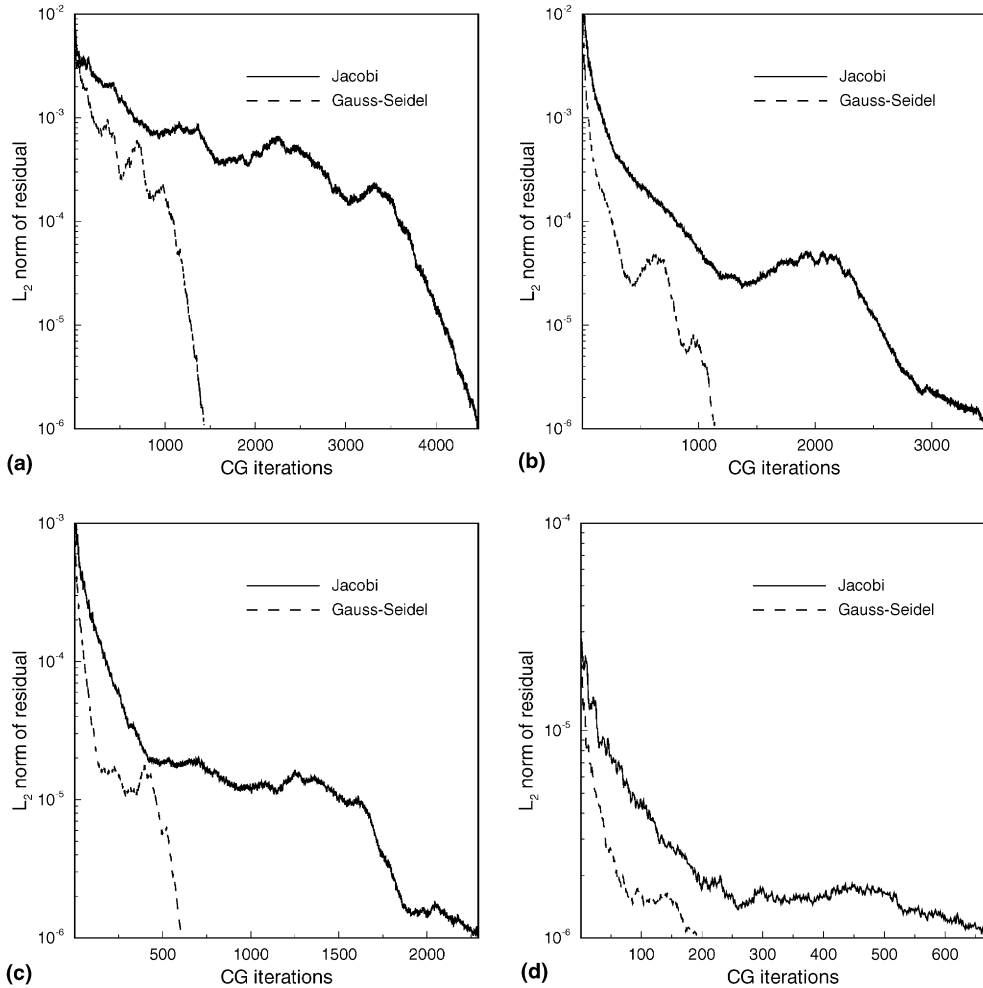 10-2
10-3
10-4
10-5
10-6
L2 norm of residual
Jacobi
Gauss-Seidel
1000 2000 3000 4000
CG iterations
(a)
10-2
10-3
10-4
10-5
10-6
L2 norm of residual
Jacobi
Gauss-Seidel
1000 2000 3000
CG iterations
(b)
10-3
10-4
10-5
10-6
L2 norm of residual
Jacobi
Gauss-Seidel
500 1000 1500 2000
CG iterations
(c)
10-4
10-5
10-6
L2 norm of residual
Jacobi
Gauss-Seidel
100 200 300 400 500 600
CG iterations
(d)